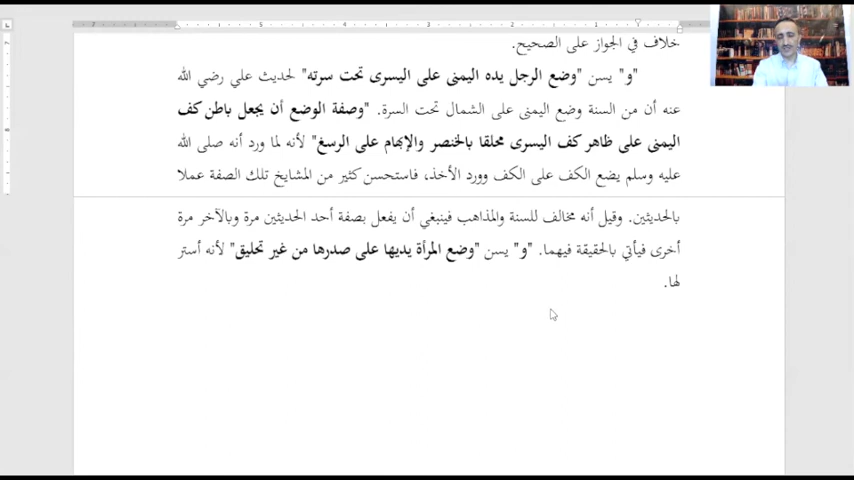 خلاف في الجواز على الصحيح.
"و" يسن "وضع الرجل يده اليمنى على اليسرى تحت سرته" لحديث علي رضي الله
عنه أن من السنة وضع اليمنى على الشمال تحت السرة. "وصفة الوضع أن يجعل باطن كف
اليمنى على ظاهر كف اليسرى محلقا بالخنصر والإبهام على الرسغ" لأنه لما ورد أنه صلى الله
عليه وسلم يضع الكف على الكف وورد الأخذ، فاستحسن كثير من المشايخ تلك الصفة عملا
بالحديثين. وقيل أنه مخالف للسنة والمذاهب فينبغي أن يفعل بصفة أحد الحديثين مرة وبالآخر مرة
أخرى فيأتي بالحقيقة فيهما. "و" يسن "وضع المرأة يديها على صدرها من غير تحليق" لأنه أستر
لها.